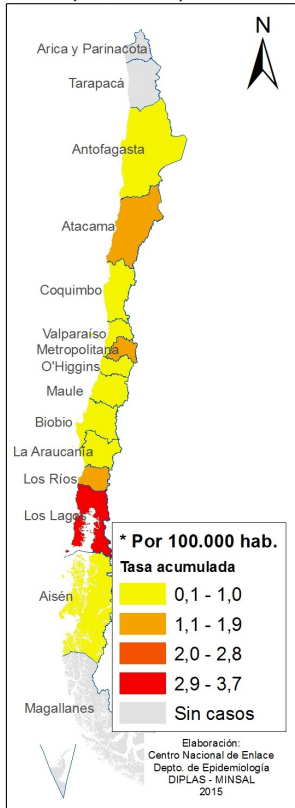 N
Arica y Parinacota
Tarapacá
Antofagasta
Atacama
Coquimbo
Valparaíso
Metropolitana
O'Higgins
Maule
Biobio
La Araucanía
Los Ríos
Los Lagos
Aisén
Magallanes
* Por 100.000 hab.
Tasa acumulada
0,1 - 1,0
1,1 - 1,9
2,0 - 2,8
2,9 - 3,7
Sin casos
Elaboración:
Centro Nacional de Enlace
Depto. de Epidemiología
DIPLAS - MINSAL
2015